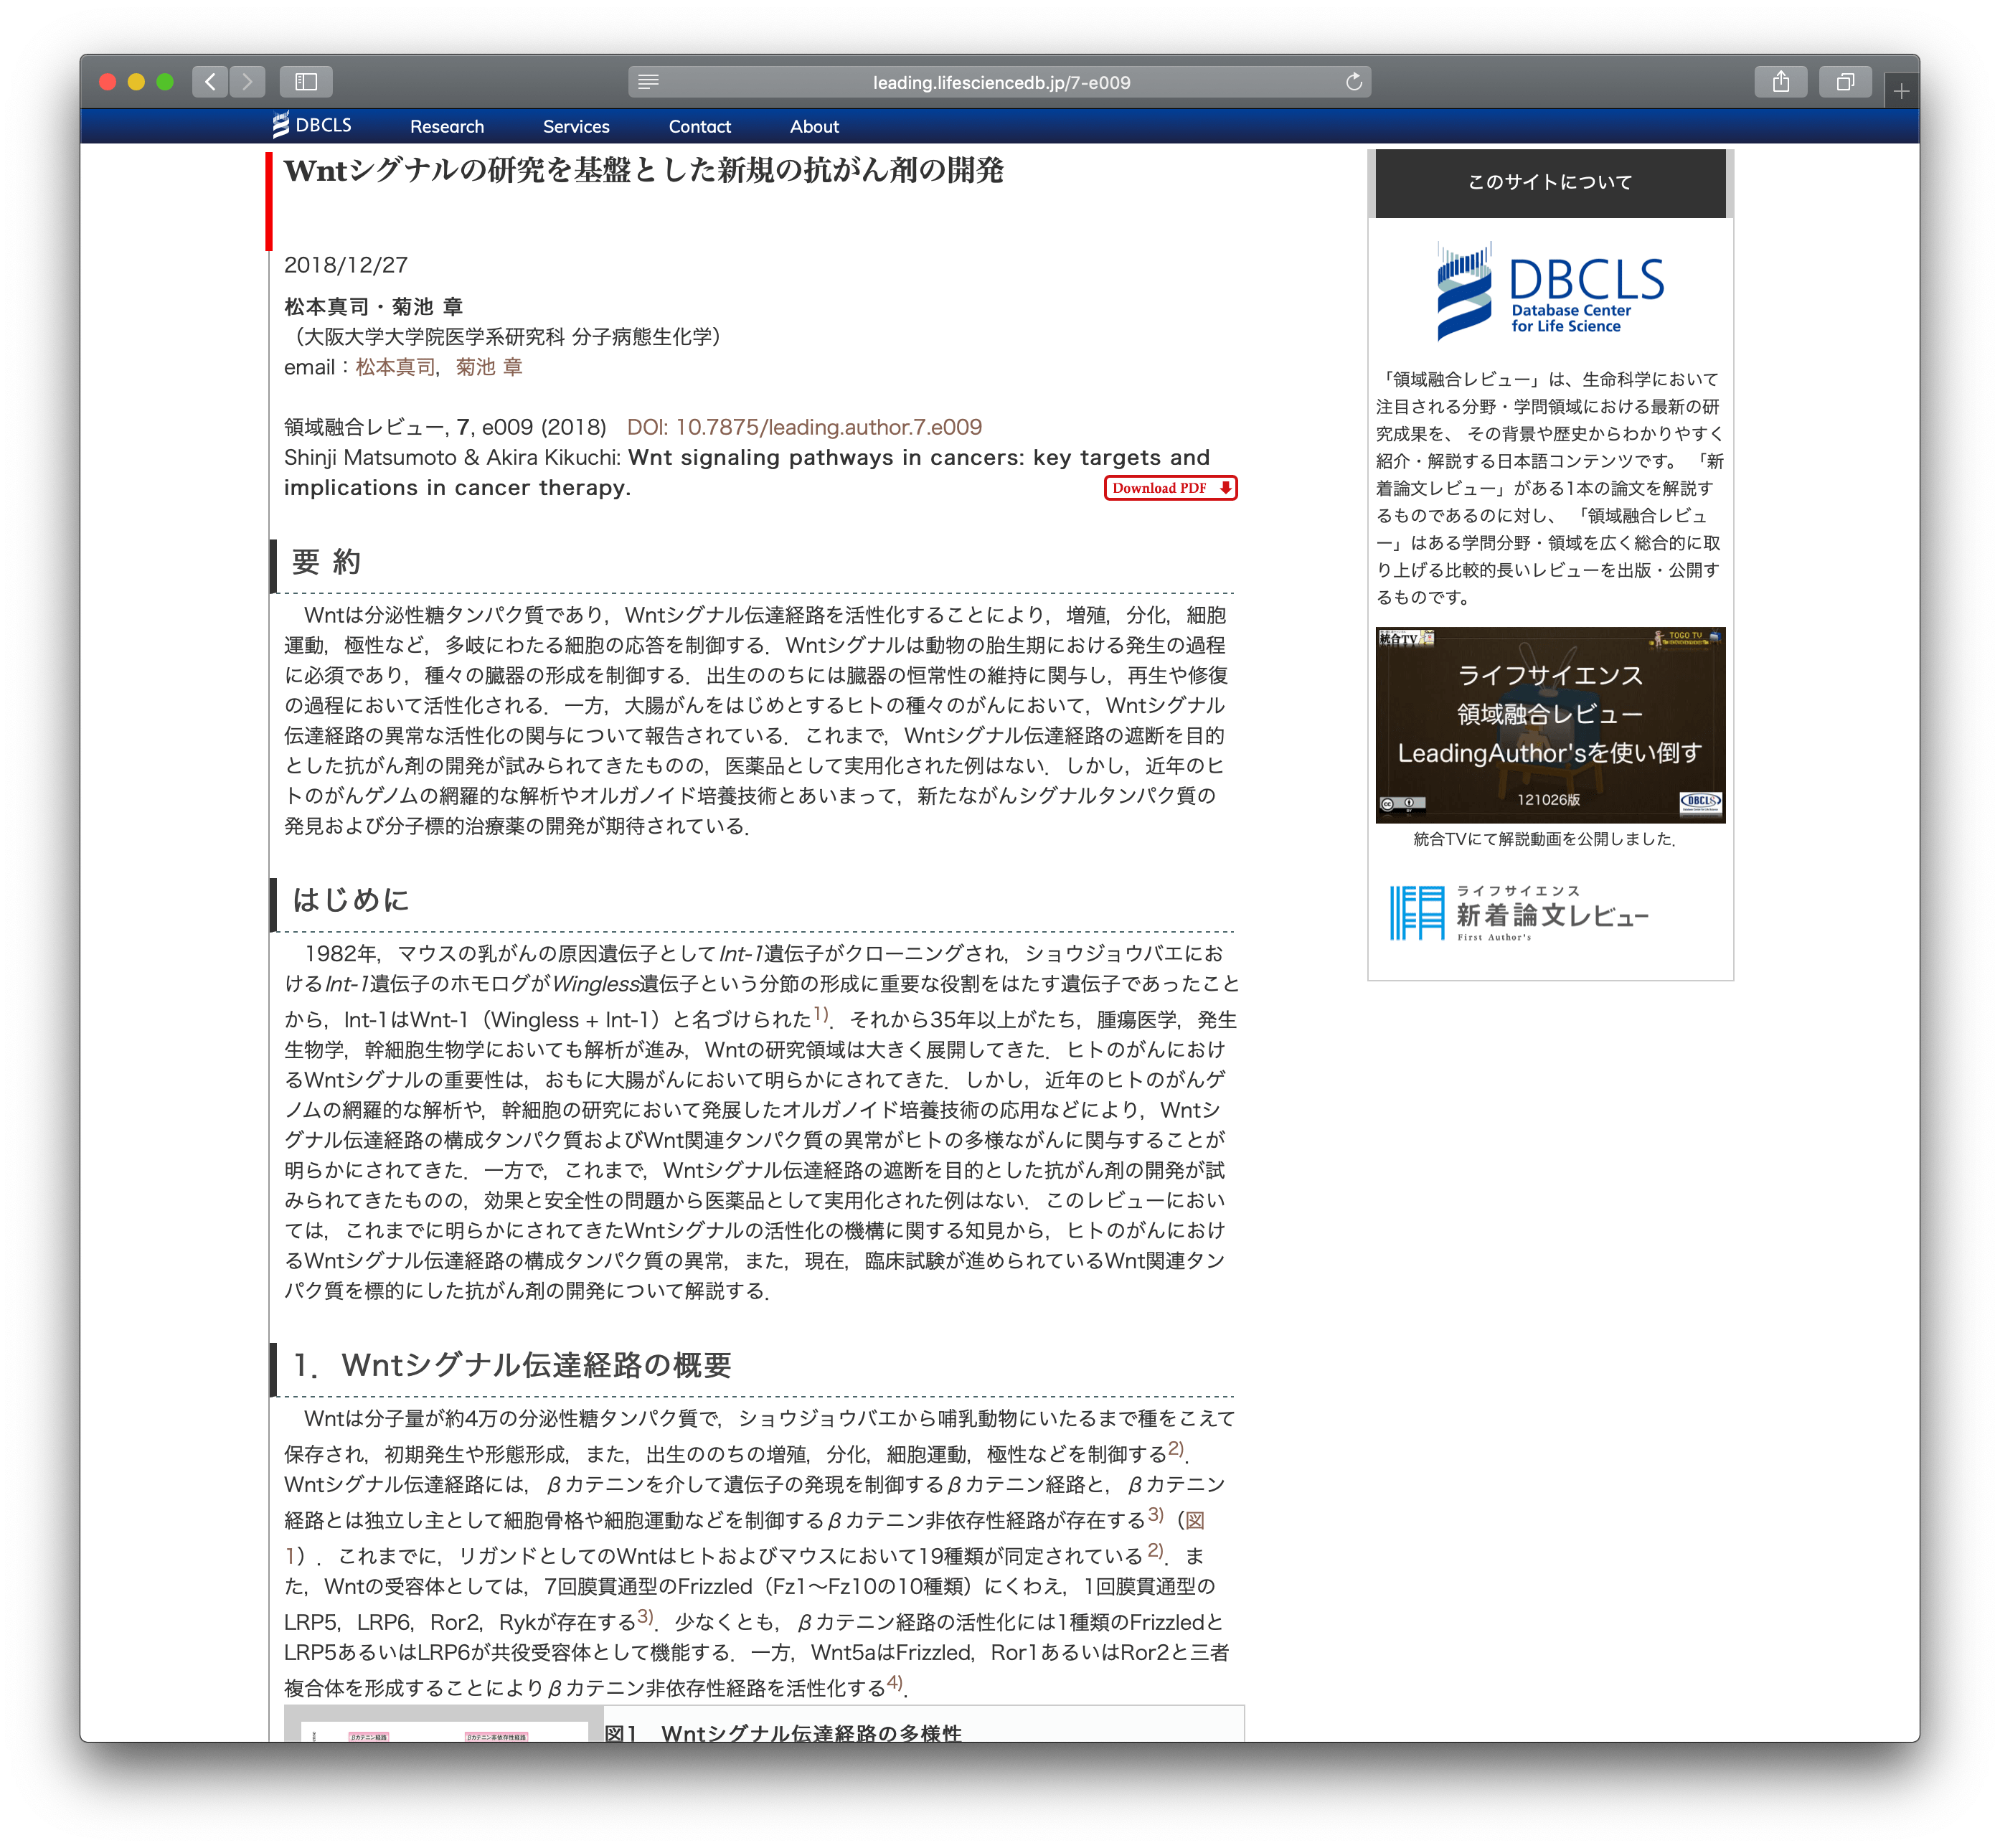 leading.lifesciencedb.jp/7-e009
DBCLS Research Services Contact About
Wntシグナルの研究を基盤とした新規の抗がん剤の開発
2018/12/27
松本真司・菊池 章
（大阪大学大学院医学系研究科 分子病態生化学）
email：松本真司，菊池 章
領域融合レビュー, 7, e009 (2018) DOI: 10.7875/leading.author.7.e009
Shinji Matsumoto & Akira Kikuchi: Wnt signaling pathways in cancers: key targets and
implications in cancer therapy.
Download PDF
要 約
Wntは分泌性糖タンパク質であり，Wntシグナル伝達経路を活性化することにより，増殖，分化，細胞
運動，極性など，多岐にわたる細胞の応答を制御する．Wntシグナルは動物の胎生期における発生の過程
に必須であり，種々の臓器の形成を制御する．出生ののちには臓器の恒常性の維持に関与し，再生や修復
の過程において活性化される．一方，大腸がんをはじめとするヒトの種々のがんにおいて，Wntシグナル
伝達経路の異常な活性化の関与について報告されている．これまで，Wntシグナル伝達経路の遮断を目的
とした抗がん剤の開発が試みられてきたものの，医薬品として実用化された例はない．しかし，近年のヒ
トのがんゲノムの網羅的な解析やオルガノイド培養技術とあいまって，新たながんシグナルタンパク質の
発見および分子標的治療薬の開発が期待されている．
はじめに
1982年，マウスの乳がんの原因遺伝子としてInt-1遺伝子がクローニングされ，ショウジョウバエにお
けるInt-1遺伝子のホモログがWingless遺伝子という分節の形成に重要な役割をはたす遺伝子であったこと
から，Int-1はWnt-1（Wingless + Int-1）と名づけられた1)．それから35年以上がたち，腫瘍医学，発生
生物学，幹細胞生物学においても解析が進み，Wntの研究領域は大きく展開してきた．ヒトのがんにおけ
るWntシグナルの重要性は，おもに大腸がんにおいて明らかにされてきた．しかし，近年のヒトのがんゲ
ノムの網羅的な解析や，幹細胞の研究において発展したオルガノイド培養技術の応用などにより，Wntシ
グナル伝達経路の構成タンパク質およびWnt関連タンパク質の異常がヒトの多様ながんに関与することが
明らかにされてきた．一方で，これまで，Wntシグナル伝達経路の遮断を目的とした抗がん剤の開発が試
みられてきたものの，効果と安全性の問題から医薬品として実用化された例はない．このレビューにおい
ては，これまでに明らかにされてきたWntシグナルの活性化の機構に関する知見から，ヒトのがんにおけ
るWntシグナル伝達経路の構成タンパク質の異常，また，現在，臨床試験が進められているWnt関連タン
パク質を標的にした抗がん剤の開発について解説する．
1．Wntシグナル伝達経路の概要
Wntは分子量が約4万の分泌性糖タンパク質で，ショウジョウバエから哺乳動物にいたるまで種をこえて
保存され，初期発生や形態形成，また，出生ののちの増殖，分化，細胞運動，極性などを制御する2)．
Wntシグナル伝達経路には，βカテニンを介して遺伝子の発現を制御するβカテニン経路と，βカテニン
経路とは独立し主として細胞骨格や細胞運動などを制御するβカテニン非依存性経路が存在する3)（図
1）．これまでに，リガンドとしてのWntはヒトおよびマウスにおいて19種類が同定されている2)．ま
た，Wntの受容体としては，7回膜貫通型のFrizzled（Fz1〜Fz10の10種類）にくわえ，1回膜貫通型の
LRP5，LRP6，Ror2，Rykが存在する3)．少なくとも，βカテニン経路の活性化には1種類のFrizzledと
LRP5あるいはLRP6が共役受容体として機能する．一方，Wnt5aはFrizzled，Ror1あるいはRor2と三者
複合体を形成することによりβカテニン非依存性経路を活性化する4)．
βカテニン経路 βカテニン非依存性経路
図1 Wntシグナル伝達経路の多様性
このサイトについて
DBCLS
Database Center
for Life Science
「領域融合レビュー」は、生命科学において
注目される分野・学問領域における最新の研
究成果を、 その背景や歴史からわかりやすく
紹介・解説する日本語コンテンツです。 「新
着論文レビュー」がある1本の論文を解説す
るものであるのに対し、 「領域融合レビュ
ー」はある学問分野・領域を広く総合的に取
り上げる比較的長いレビューを出版・公開す
るものです。
統合TV TOGO TV
ライフサイエンス
領域融合レビュー
LeadingAuthor'sを使い倒す
121026版
DBCLS
統合TVにて解説動画を公開しました．
ライフサイエンス
新着論文レビュー
First Author's